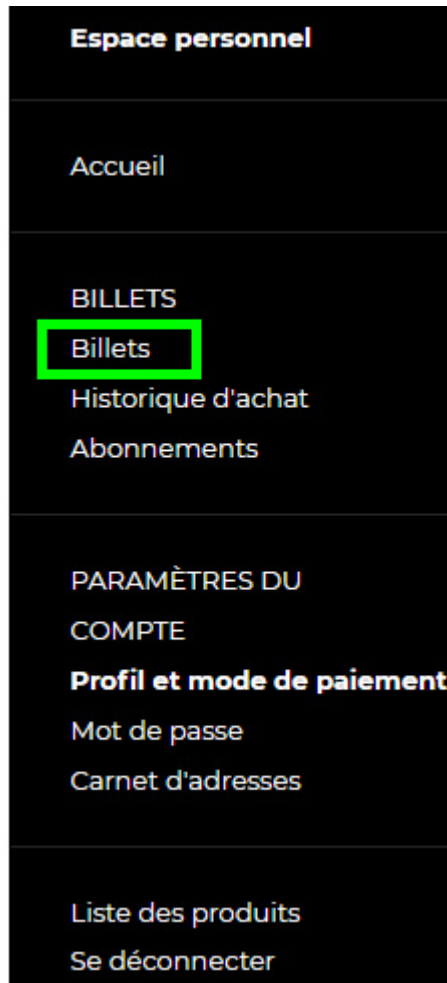 Espace personnel
Accueil
BILLETS
Billets
Historique d'achat
Abonnements
PARAMÈTRES DU
COMPTE
Profil et mode de paiement
Mot de passe
Carnet d'adresses
Liste des produits
Se déconnecter